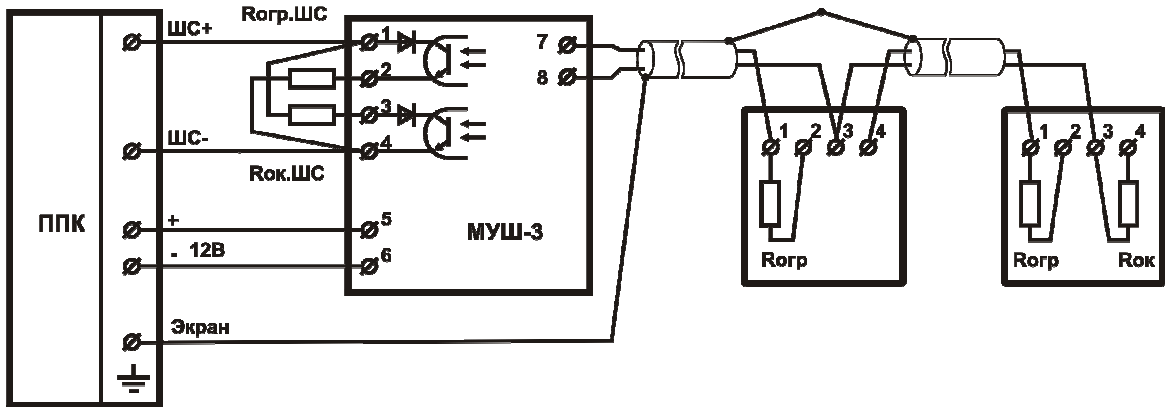 Rогр.ШС
ШС+
1
2
3
4
7
8
ШС-
Rок.ШС
ППК
МУШ-3
+
5
- 12В
6
Экран
1 2 3 4
Rогр
1 2 3 4
Rогр Rок